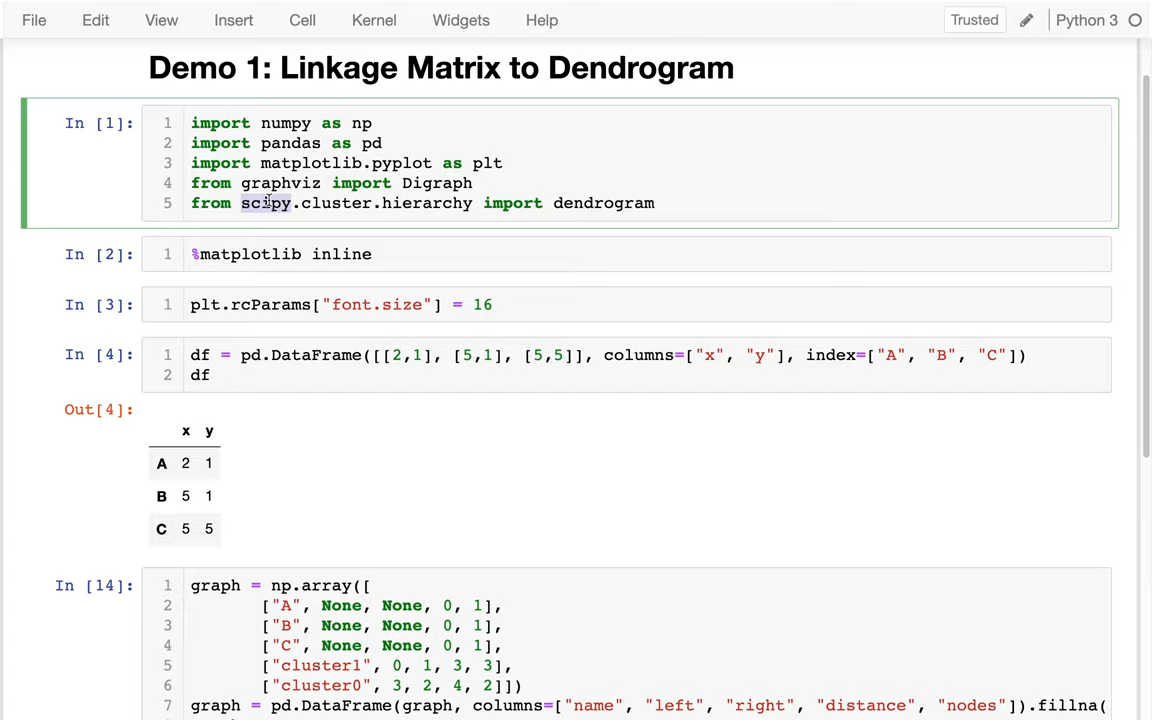 File Edit View Insert Cell Kernel Widgets Help Trusted Python 3
Demo 1: Linkage Matrix to Dendrogram
In [1]: 1 import numpy as np
2 import pandas as pd
3 import matplotlib.pyplot as plt
4 from graphviz import Digraph
5 from scipy.cluster.hierarchy import dendrogram
In [2]: 1 %matplotlib inline
In [3]: 1 plt.rcParams["font.size"] = 16
In [4]: 1 df = pd.DataFrame([[2,1], [5,1], [5,5]], columns=["x", "y"], index=["A", "B", "C"])
2 df
Out[4]:
x y
A 2 1
B 5 1
C 5 5
In [14]: 1 graph = np.array([
2 ["A", None, None, 0, 1],
3 ["B", None, None, 0, 1],
4 ["C", None, None, 0, 1],
5 ["cluster1", 0, 1, 3, 3],
6 ["cluster0", 3, 2, 4, 2]])
7 graph = pd.DataFrame(graph, columns=["name", "left", "right", "distance", "nodes"]).fillna(